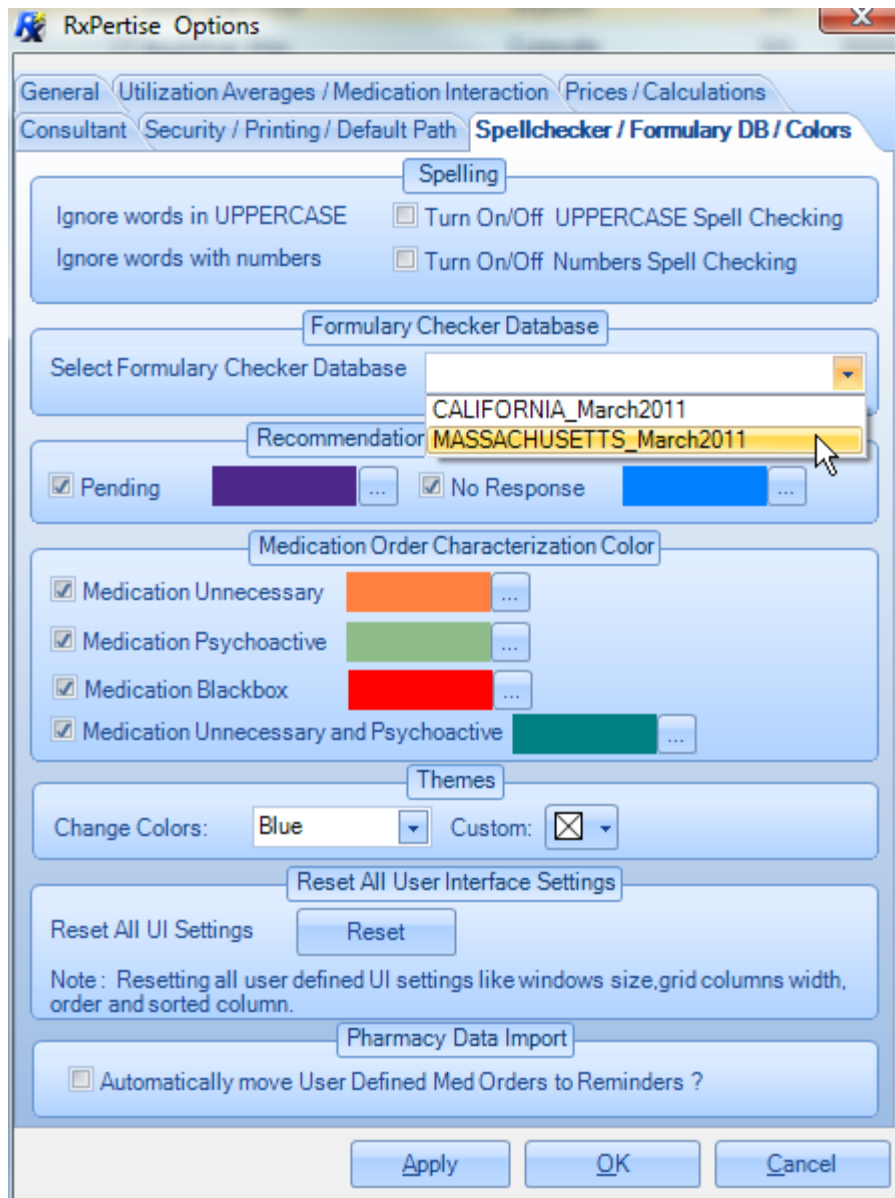 RxPertise Options
General Utilization Averages / Medication Interaction Prices / Calculations
Consultant Security / Printing / Default Path Spellchecker / Formulary DB / Colors
Spelling
Ignore words in UPPERCASE Turn On/Off UPPERCASE Spell Checking
Ignore words with numbers Turn On/Off Numbers Spell Checking
Formulary Checker Database
Select Formulary Checker Database
CALIFORNIA_March2011
Recommendation MASSACHUSETTS_March2011
Pending ... No Response ...
Medication Order Characterization Color
Medication Unnecessary ...
Medication Psychoactive ...
Medication Blackbox ...
Medication Unnecessary and Psychoactive ...
Themes
Change Colors: Blue Custom:
Reset All User Interface Settings
Reset All UI Settings Reset
Note : Resetting all user defined UI settings like windows size,grid columns width,
order and sorted column.
Pharmacy Data Import
Automatically move User Defined Med Orders to Reminders ?
Apply OK Cancel